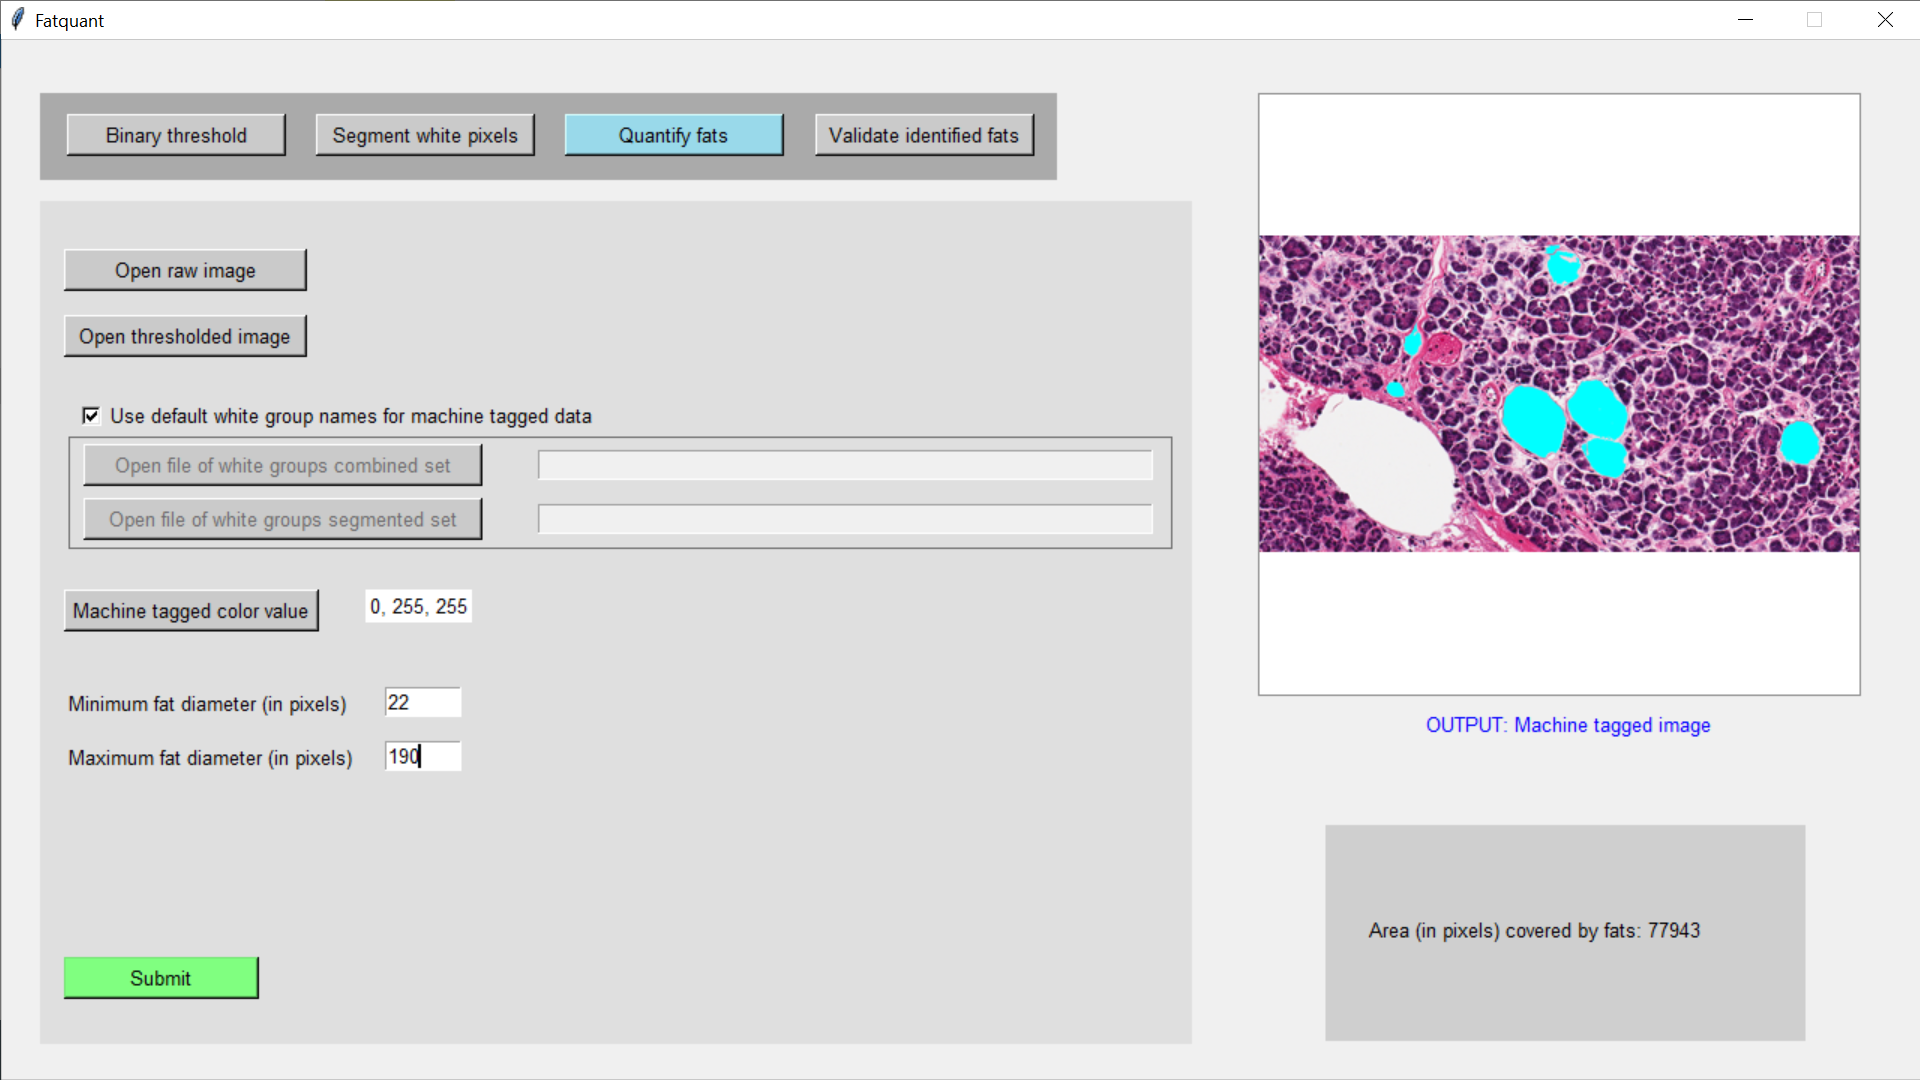 Fatquant
Binary threshold
Segment white pixels
Quantify fats
Validate identified fats
Open raw image
Open thresholded image
Use default white group names for machine tagged data
Open file of white groups combined set
Open file of white groups segmented set
Machine tagged color value
0, 255, 255
Minimum fat diameter (in pixels)
22
Maximum fat diameter (in pixels)
190
Submit
OUTPUT: Machine tagged image
Area (in pixels) covered by fats: 77943